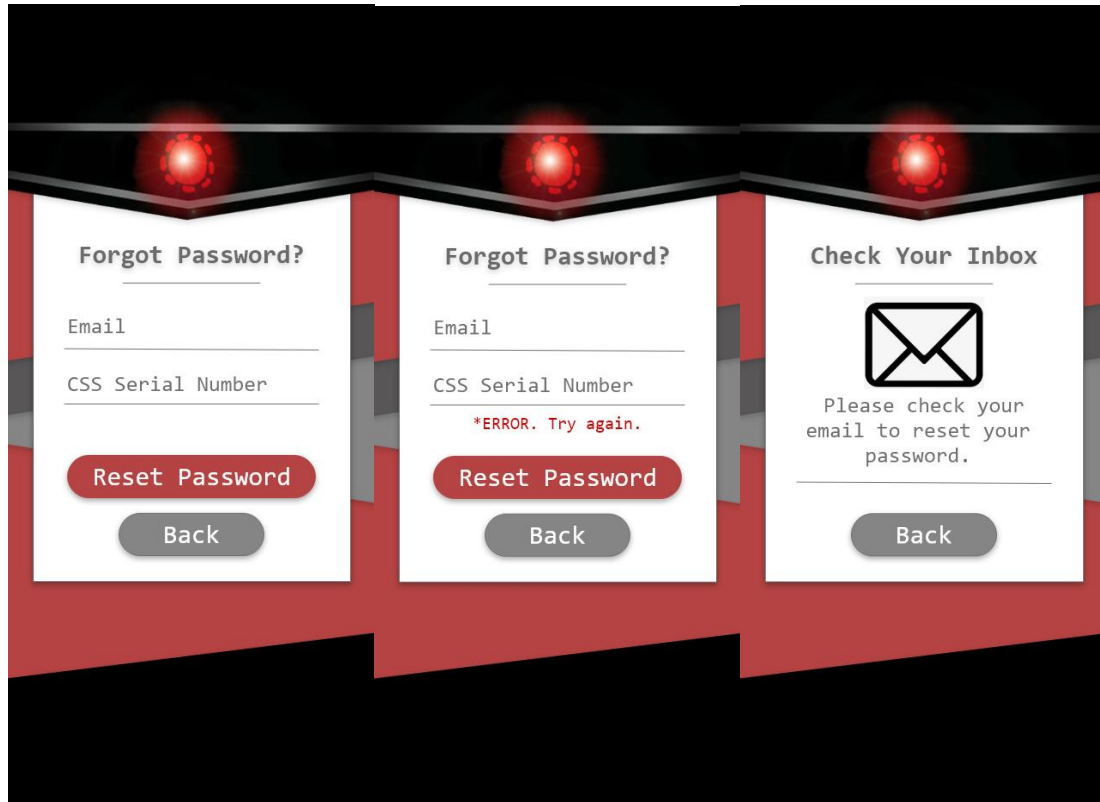 Forgot Password?
Email
CSS Serial Number
Reset Password
Back
Forgot Password?
Email
CSS Serial Number
*ERROR. Try again.
Reset Password
Back
Check Your Inbox
Please check your
email to reset your
password.
Back